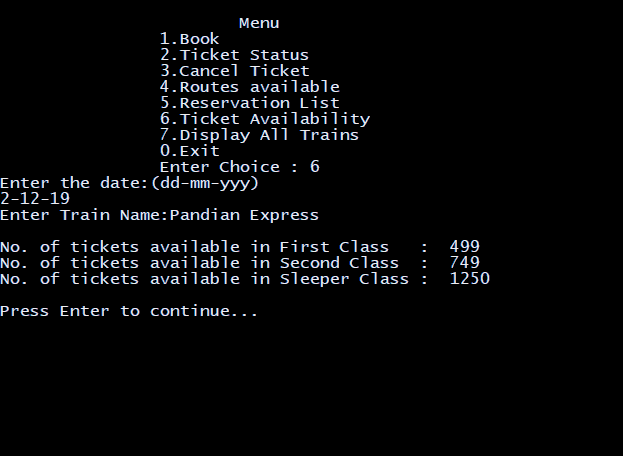 Menu
1.Book
2.Ticket Status
3.Cancel Ticket
4.Routes available
5.Reservation List
6.Ticket Availability
7.Display All Trains
0.Exit
Enter Choice : 6
Enter the date:(dd-mm-yyy)
2-12-19
Enter Train Name:Pandian Express
No. of tickets available in First Class   :  499
No. of tickets available in Second Class  :  749
No. of tickets available in Sleeper Class :  1250
Press Enter to continue...